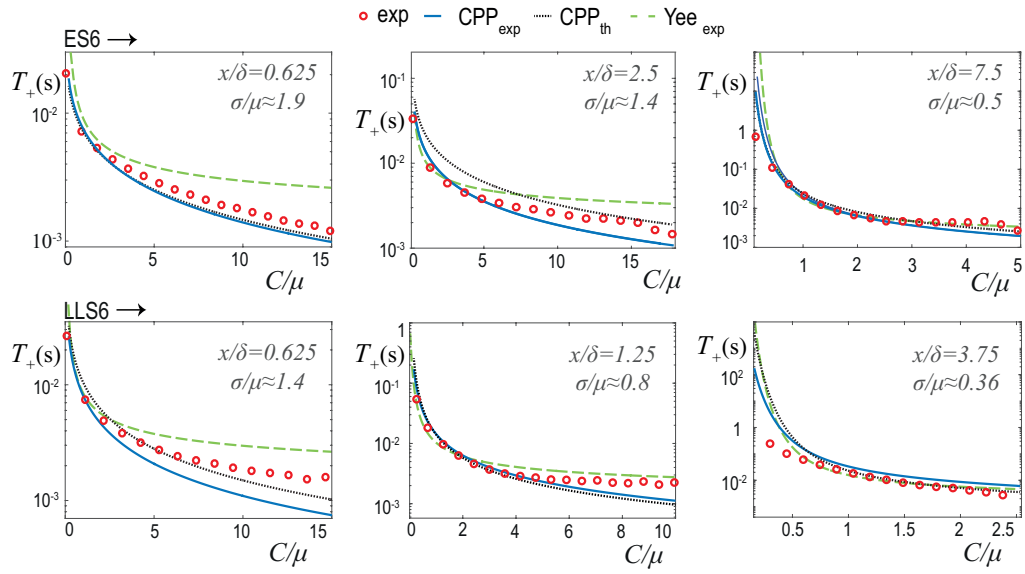 exp CPP_exp CPP_th Yee_exp
ES6 →
T₊(s)
x/δ=0.625
σ/μ≈1.9
10⁻²
10⁻³
0 5 10 15
C/μ
T₊(s)
x/δ=2.5
σ/μ≈1.4
10⁻¹
10⁻²
10⁻³
0 5 10 15
C/μ
T₊(s)
x/δ=7.5
σ/μ≈0.5
1
10⁻¹
10⁻²
10⁻³
1 2 3 4 5
C/μ
LLS6 →
T₊(s)
x/δ=0.625
σ/μ≈1.4
10⁻²
10⁻³
0 5 10 15
C/μ
T₊(s)
x/δ=1.25
σ/μ≈0.8
1
10⁻¹
10⁻²
10⁻³
0 2 4 6 8 10
C/μ
T₊(s)
x/δ=3.75
σ/μ≈0.36
10²
1
10⁻²
0.5 1 1.5 2 2.5
C/μ